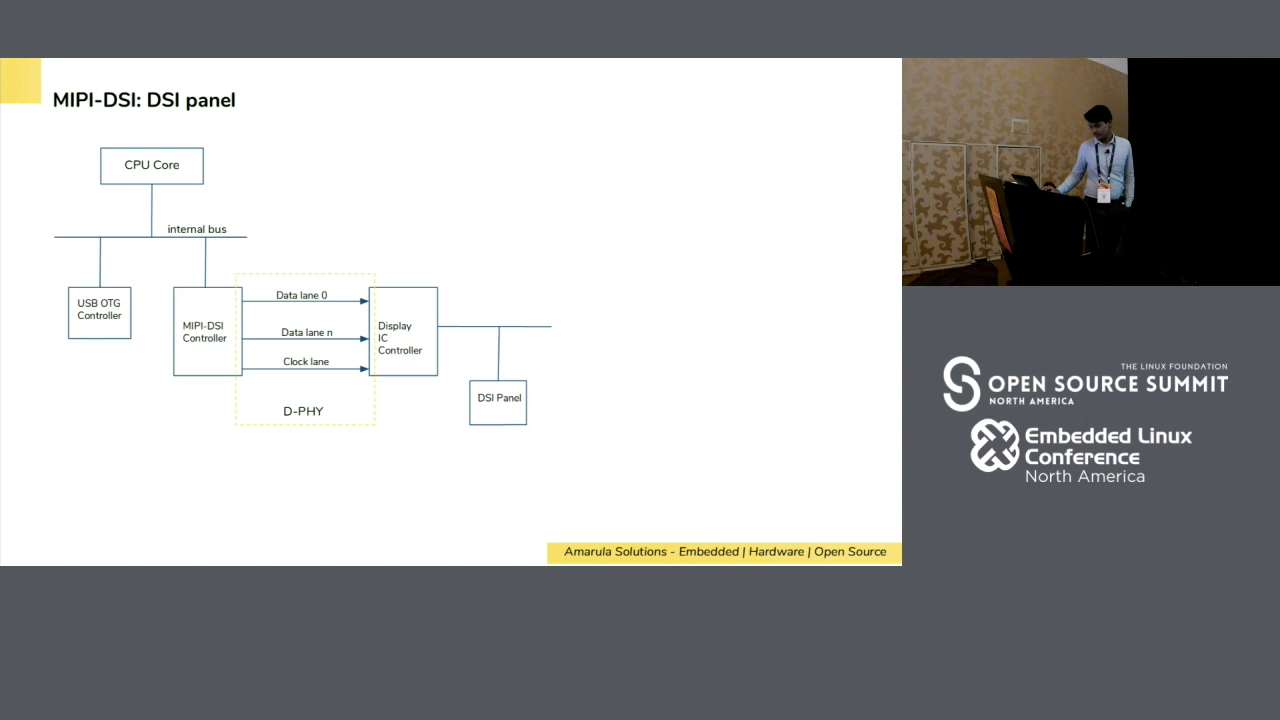 MIPI-DSI: DSI panel
CPU Core
internal bus
USB OTG
Controller
MIPI-DSI
Controller
Data lane 0
Data lane n
Clock lane
D-PHY
Display
IC
Controller
DSI Panel
Amarula Solutions - Embedded | Hardware | Open Source
THE LINUX FOUNDATION
OPEN SOURCE SUMMIT
NORTH AMERICA
Embedded Linux
Conference
North America